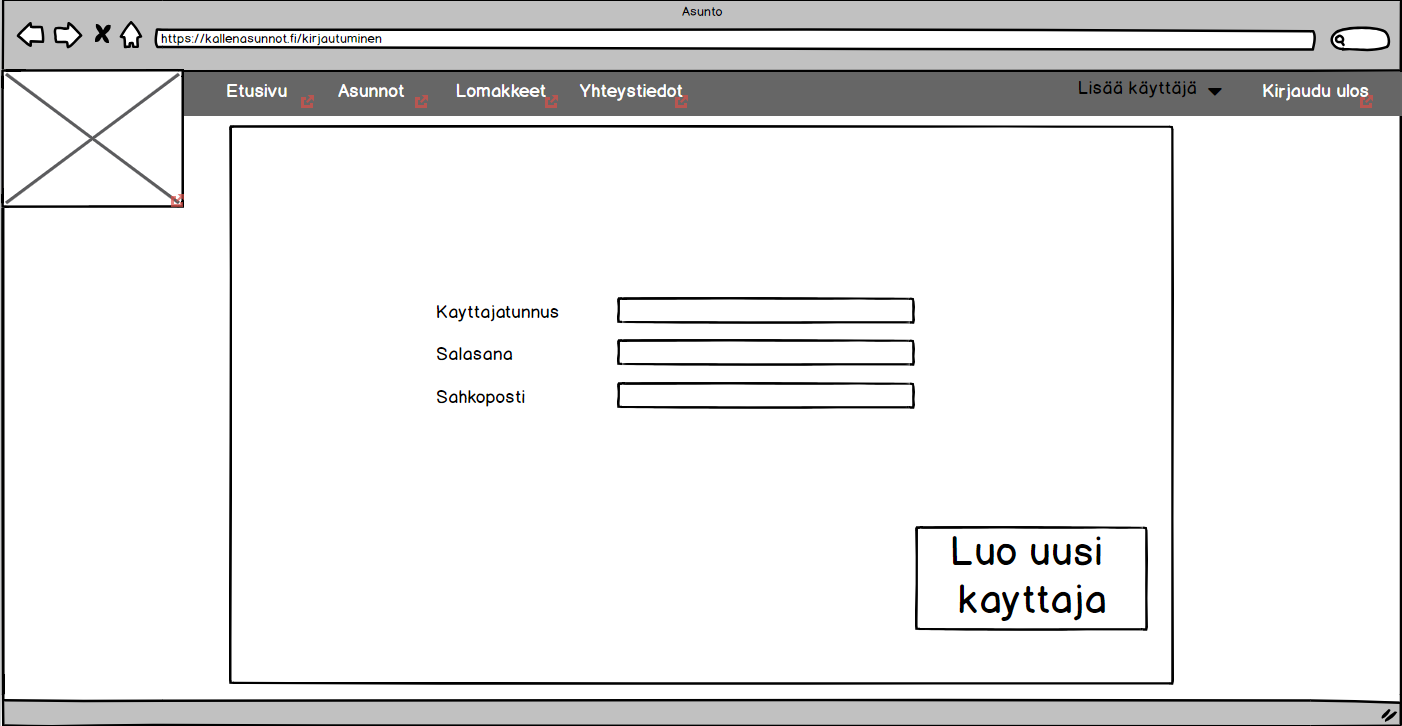 Asunto
https://kallenasunnot.fi/kirjautuminen
Etusivu Asunnot Lomakkeet Yhteystiedot Lisää käyttäjä Kirjaudu ulos
Kayttajatunnus
Salasana
Sahkoposti
Luo uusi
kayttaja